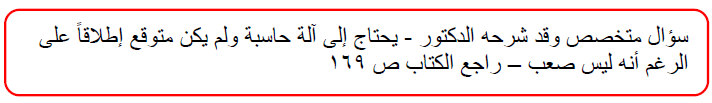 سؤال متخصص وقد شرحه الدكتور - يحتاج إلى آلة حاسبة ولم يكن متوقع إطلاقاً على
الرغم أنه ليس صعب – راجع الكتاب ص ١٦٩